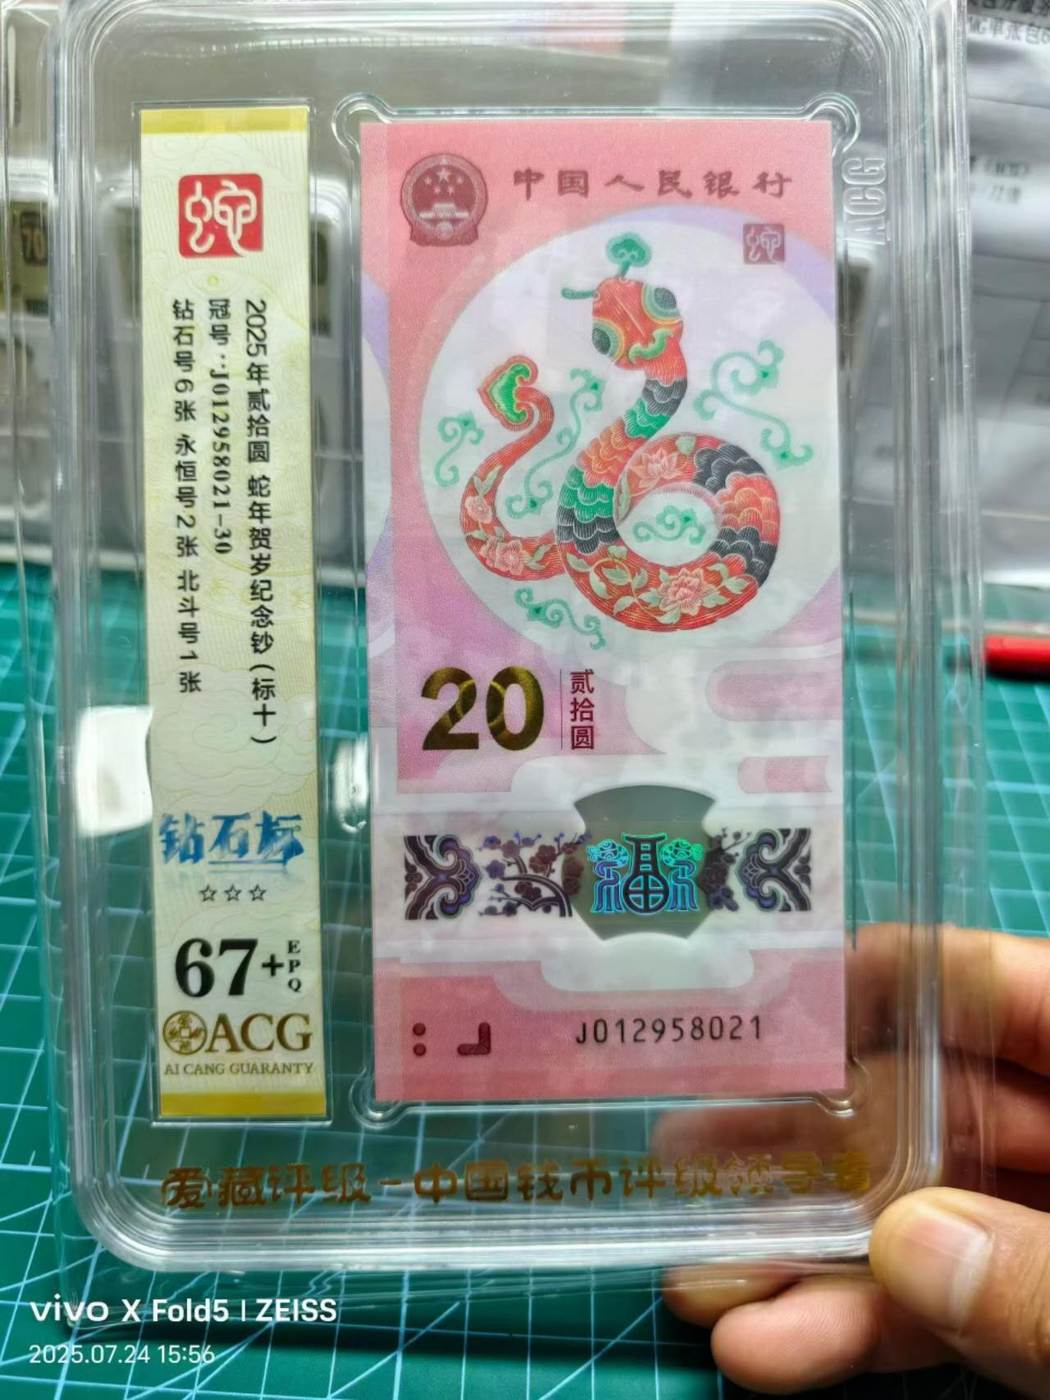 蛇
2025年贰拾圆 蛇年贺岁纪念钞(标十)
冠号:J012958021-30
钻石号6张 永恒号2张 北斗号1张
钻石标
☆☆☆
67+EPQ
ACG
AI CANG GUARANTY
中国人民银行
蛇
20
贰拾圆
福
J012958021
ACG
爱藏评级-中国钱币评级领导者
70
vivo X Fold5 | ZEISS
2025.07.24 15:56